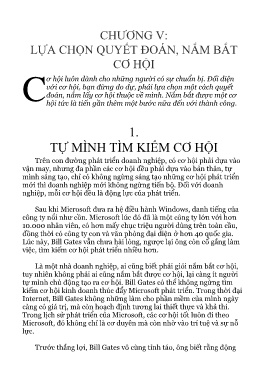 CHƯƠNG V:
LỰA CHỌN QUYẾT ĐOÁN, NẮM BẮT
CƠ HỘI
Cơ hội luôn dành cho những người có sự chuẩn bị. Đối diện
với cơ hội, bạn đừng do dự, phải lựa chọn một cách quyết
đoán, nắm lấy cơ hội thuộc về mình. Nắm bắt được một cơ
hội tức là tiến gần thêm một bước nữa đến với thành công.
1.
TỰ MÌNH TÌM KIẾM CƠ HỘI
Trên con đường phát triển doanh nghiệp, có cơ hội phải dựa vào
vận may, nhưng đa phần các cơ hội đều phải dựa vào bản thân, tự
mình sáng tạo, chỉ có không ngừng sáng tạo những cơ hội phát triển
mới thì doanh nghiệp mới không ngừng tiến bộ. Đối với doanh
nghiệp, mỗi cơ hội đều là động lực của phát triển.
Sau khi Microsoft đưa ra hệ điều hành Windows, danh tiếng của
công ty nổi như cồn. Microsoft lúc đó đã là một công ty lớn với hơn
10.000 nhân viên, có hơn mấy chục triệu người dùng trên toàn cầu,
đồng thời có công ty con và văn phòng đại diện ở hơn 40 quốc gia.
Lúc này, Bill Gates vẫn chưa hài lòng, ngược lại ông còn cố gắng làm
việc, tìm kiếm cơ hội phát triển nhiều hơn.
Là một nhà doanh nghiệp, ai cũng biết phải giỏi nắm bắt cơ hội,
tuy nhiên không phải ai cũng nắm bắt được cơ hội, lại càng ít người
tự mình chủ động tạo ra cơ hội. Bill Gates có thể không ngừng tìm
kiếm cơ hội kinh doanh thúc đẩy Microsoft phát triển. Trong thời đại
Internet, Bill Gates không những làm cho phần mềm của mình ngày
càng có giá trị, mà còn hoạch định tương lai thiết thực và khả thi.
Trong lịch sử phát triển của Microsoft, các cơ hội tốt luôn đi theo
Microsoft, đó không chỉ là cơ duyên mà còn nhờ vào trí tuệ và sự nỗ
lực.
Trước thắng lợi, Bill Gates vô cùng tỉnh táo, ông biết rằng động